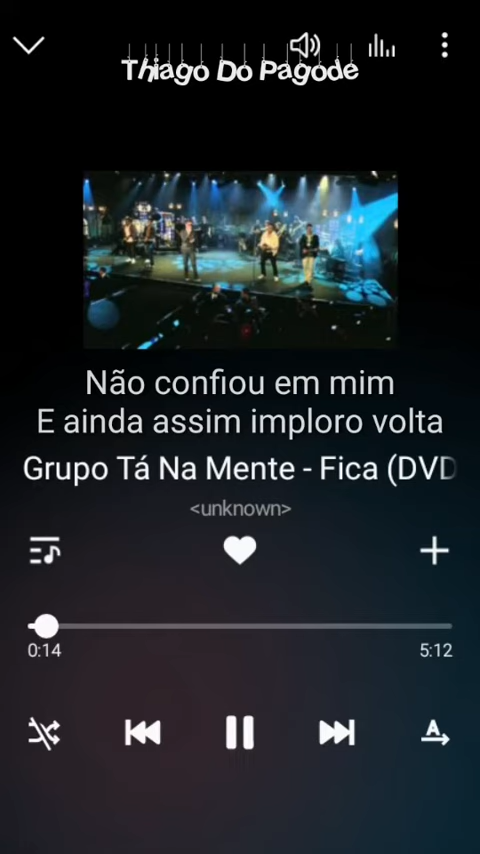 Thiago Do Pagode
Não confiou em mim
E ainda assim imploro volta
Grupo Tá Na Mente - Fica (DVD
<unknown>
0:14
5:12
A